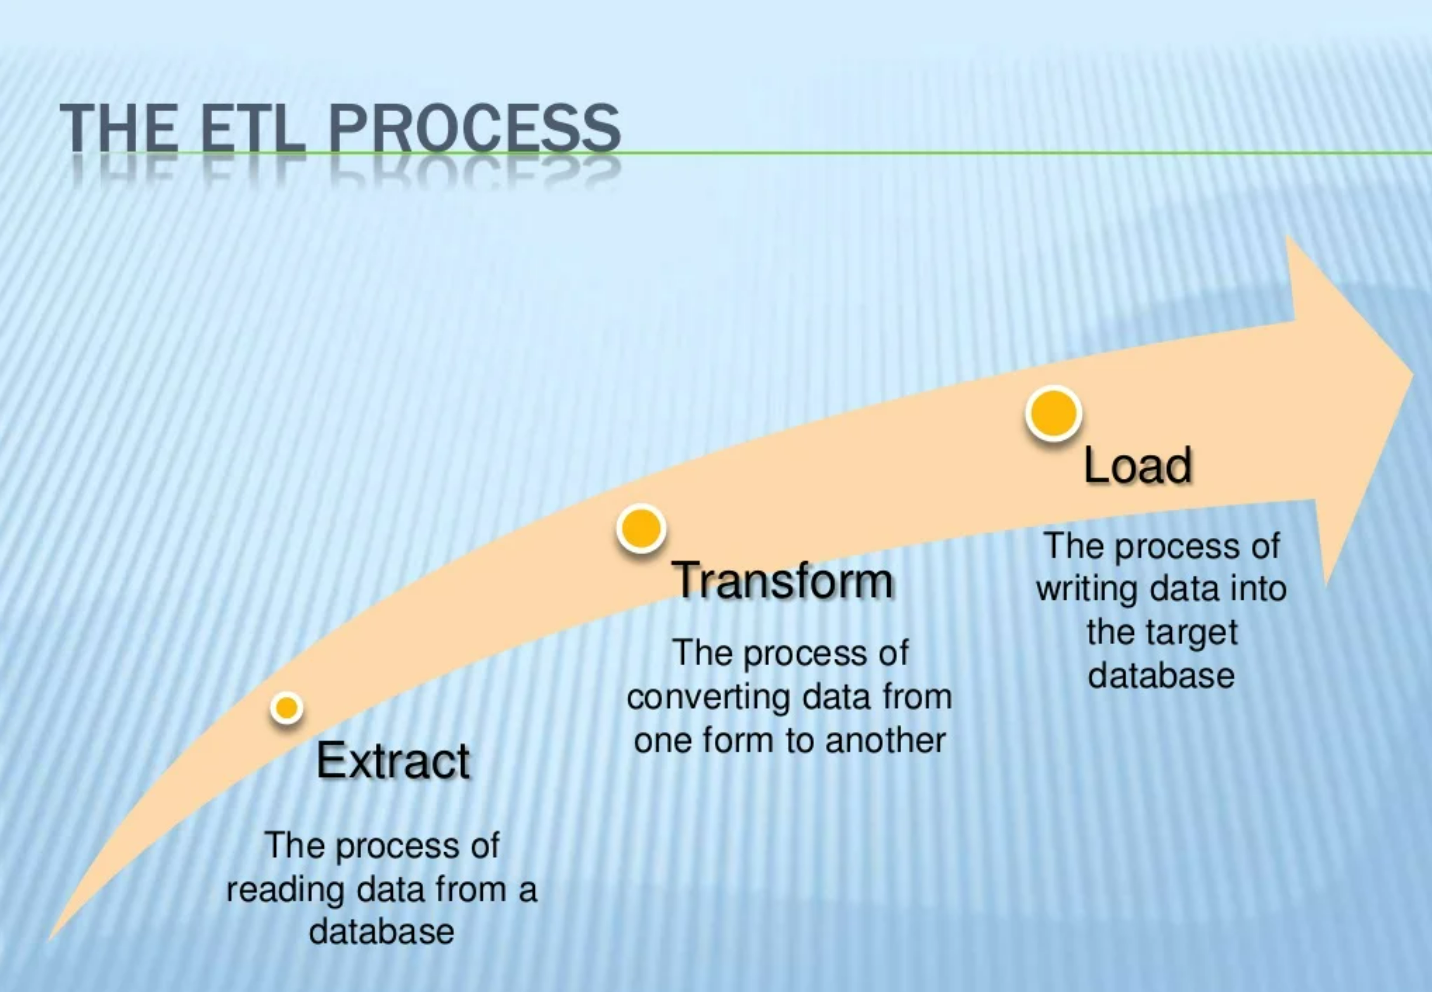 THE ETL PROCESS
Extract
The process of
reading data from a
database
Transform
The process of
converting data from
one form to another
Load
The process of
writing data into
the target
database